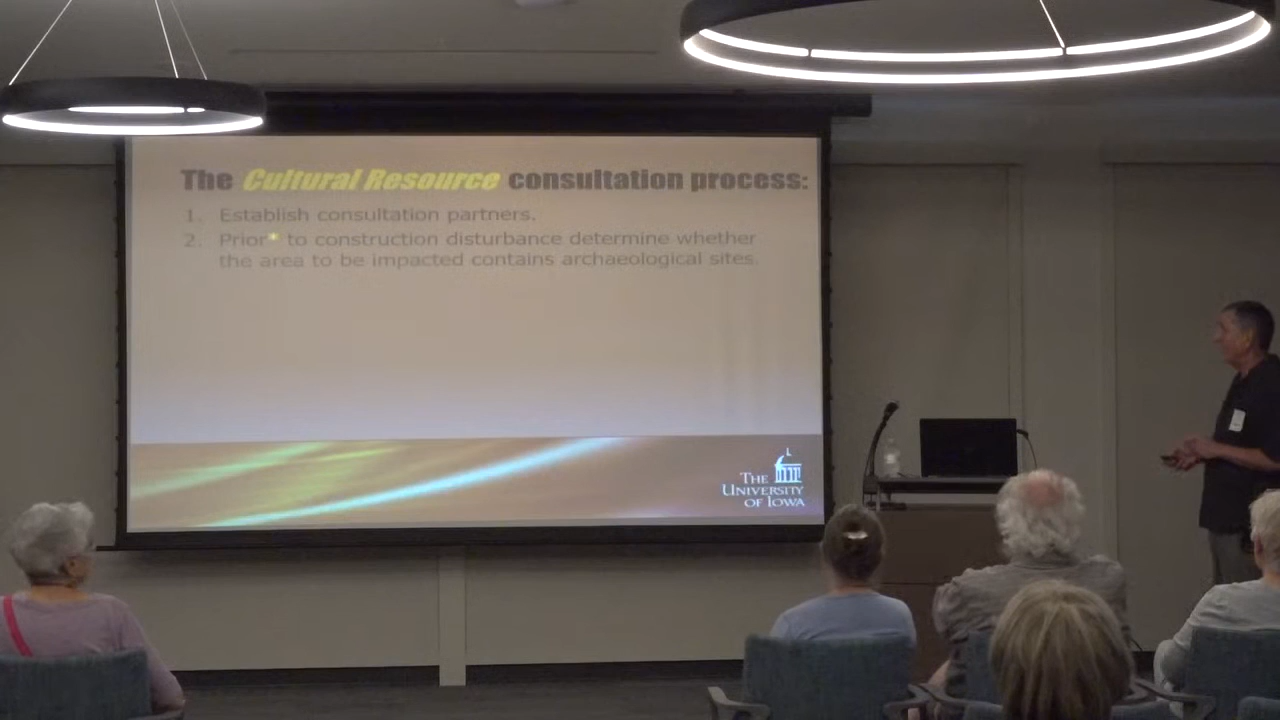 The Cultural Resource consultation process:
1. Establish consultation partners.
2. Prior* to construction disturbance determine whether
the area to be impacted contains archaeological sites.
THE
UNIVERSITY
OF IOWA